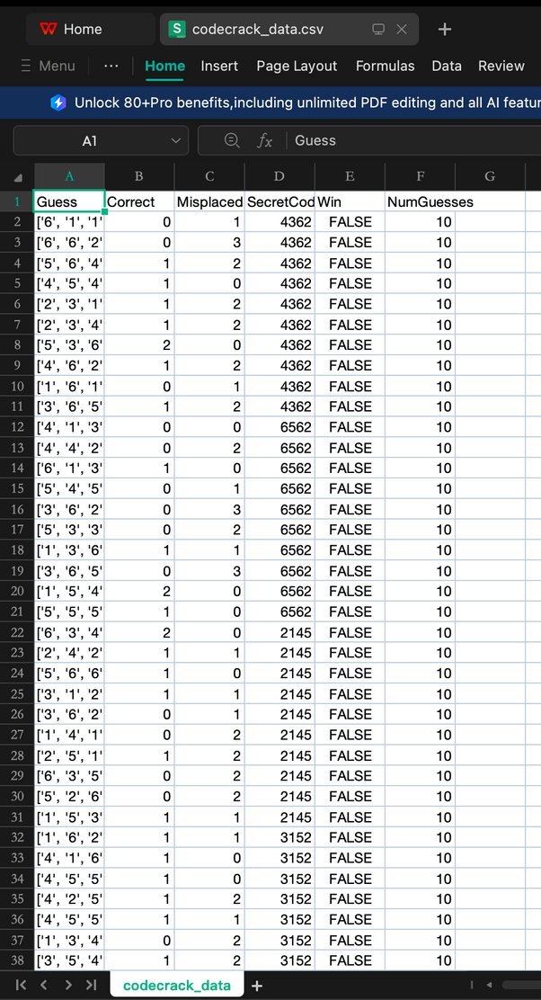 Home
codecrack_data.csv
Menu ... Home Insert Page Layout Formulas Data Review
Unlock 80+Pro benefits,including unlimited PDF editing and all AI featur
A1 fx Guess
A B C D E F G
1 Guess Correct Misplaced SecretCod Win NumGuesses
2 ['6', '1', '1' 0 1 4362 FALSE 10
3 ['6', '6', '2' 0 3 4362 FALSE 10
4 ['5', '6', '4' 1 2 4362 FALSE 10
5 ['4', '5', '4' 1 0 4362 FALSE 10
6 ['2', '3', '1' 1 2 4362 FALSE 10
7 ['2', '3', '4' 1 2 4362 FALSE 10
8 ['5', '3', '6' 2 0 4362 FALSE 10
9 ['4', '6', '2' 1 2 4362 FALSE 10
10 ['1', '6', '1' 0 1 4362 FALSE 10
11 ['3', '6', '5' 1 2 4362 FALSE 10
12 ['4', '1', '3' 0 0 6562 FALSE 10
13 ['4', '4', '2' 0 2 6562 FALSE 10
14 ['6', '1', '3' 1 0 6562 FALSE 10
15 ['5', '4', '5' 0 1 6562 FALSE 10
16 ['3', '6', '2' 0 3 6562 FALSE 10
17 ['5', '3', '3' 0 2 6562 FALSE 10
18 ['1', '3', '6' 1 1 6562 FALSE 10
19 ['3', '6', '5' 0 3 6562 FALSE 10
20 ['1', '5', '4' 2 0 6562 FALSE 10
21 ['5', '5', '5' 1 0 6562 FALSE 10
22 ['6', '3', '4' 2 0 2145 FALSE 10
23 ['2', '4', '2' 1 1 2145 FALSE 10
24 ['5', '6', '6' 1 0 2145 FALSE 10
25 ['3', '1', '2' 1 1 2145 FALSE 10
26 ['3', '6', '2' 0 1 2145 FALSE 10
27 ['1', '4', '1' 0 2 2145 FALSE 10
28 ['2', '5', '1' 1 2 2145 FALSE 10
29 ['6', '3', '5' 0 2 2145 FALSE 10
30 ['5', '2', '6' 0 2 2145 FALSE 10
31 ['1', '5', '3' 1 1 2145 FALSE 10
32 ['1', '6', '2' 1 1 3152 FALSE 10
33 ['4', '1', '6' 1 0 3152 FALSE 10
34 ['4', '5', '5' 1 0 3152 FALSE 10
35 ['4', '2', '5' 1 2 3152 FALSE 10
36 ['4', '5', '5' 1 1 3152 FALSE 10
37 ['1', '3', '4' 0 2 3152 FALSE 10
38 ['3', '5', '4' 1 2 3152 FALSE 10
codecrack_data